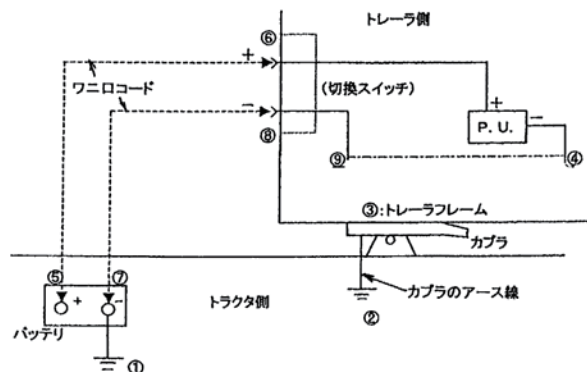 トレーラ側
⑥
+
ワニ口コード
(切換スイッチ)
−
+
−
P. U.
⑧
⑨
④
③:トレーラフレーム
カプラ
⑤
⑦
+
−
トラクタ側
カプラのアース線
バッテリ
②
①